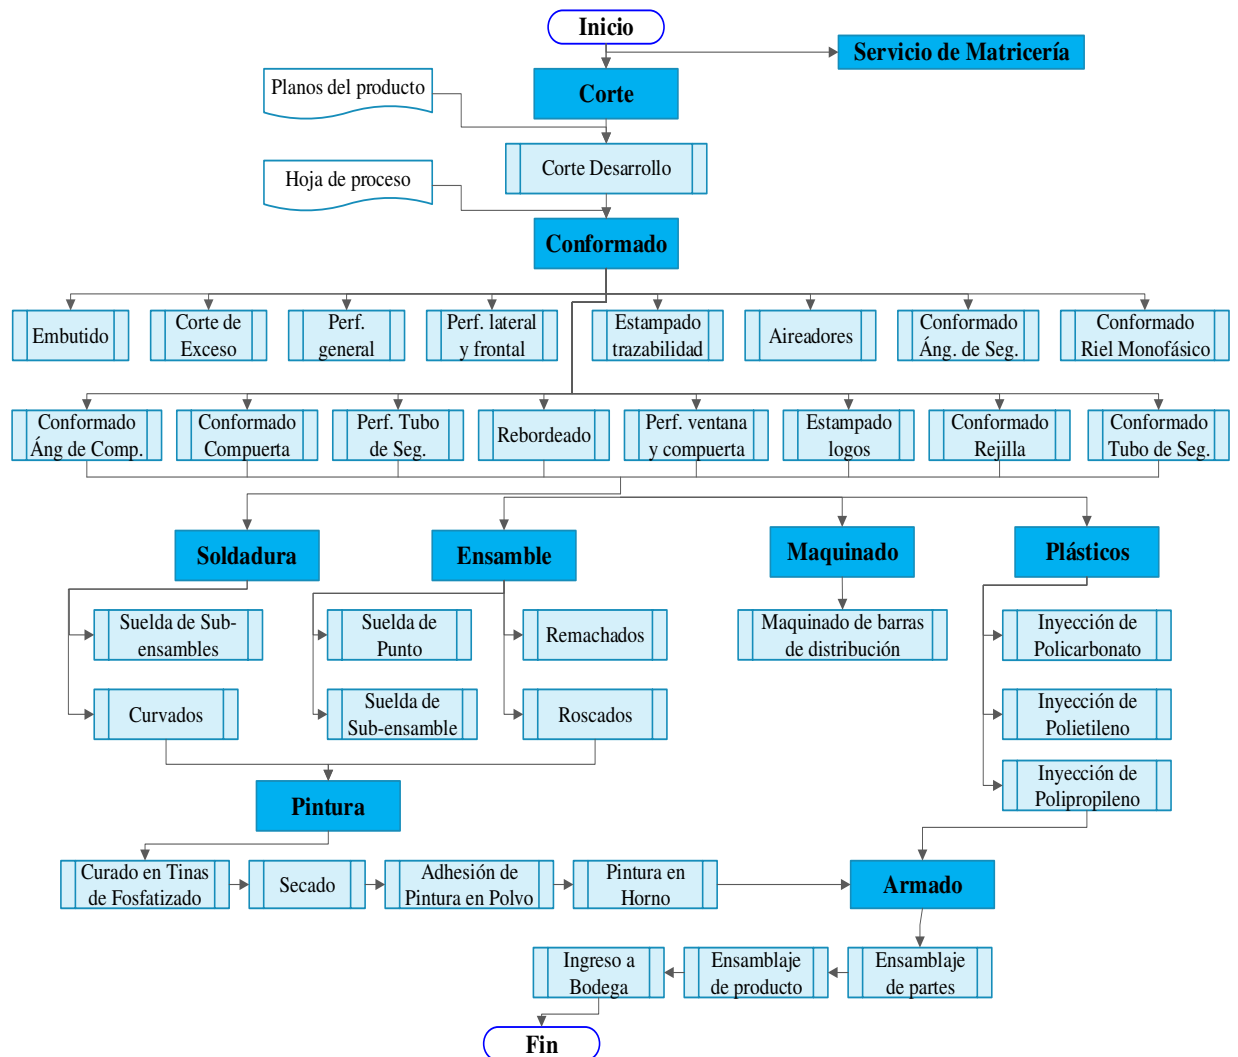 Inicio
Servicio de Matricería
Planos del producto
Corte
Corte Desarrollo
Hoja de proceso
Conformado
Embutido
Corte de
Exceso
Perf.
general
Perf. lateral
y frontal
Estampado
trazabilidad
Aireadores
Conformado
Áng. de Seg.
Conformado
Riel Monofásico
Conformado
Áng de Comp.
Conformado
Compuerta
Perf. Tubo
de Seg.
Rebordeado
Perf. ventana
y compuerta
Estampado
logos
Conformado
Rejilla
Conformado
Tubo de Seg.
Soldadura
Ensamble
Maquinado
Plásticos
Suelda de Sub-
ensambles
Suelda de
Punto
Remachados
Maquinado de barras
de distribución
Inyección de
Policarbonato
Curvados
Suelda de
Sub-ensamble
Roscados
Inyección de
Polietileno
Pintura
Inyección de
Polipropileno
Curado en Tinas
de Fosfatizado
Secado
Adhesión de
Pintura en Polvo
Pintura en
Horno
Armado
Ingreso a
Bodega
Ensamblaje
de producto
Ensamblaje
de partes
Fin